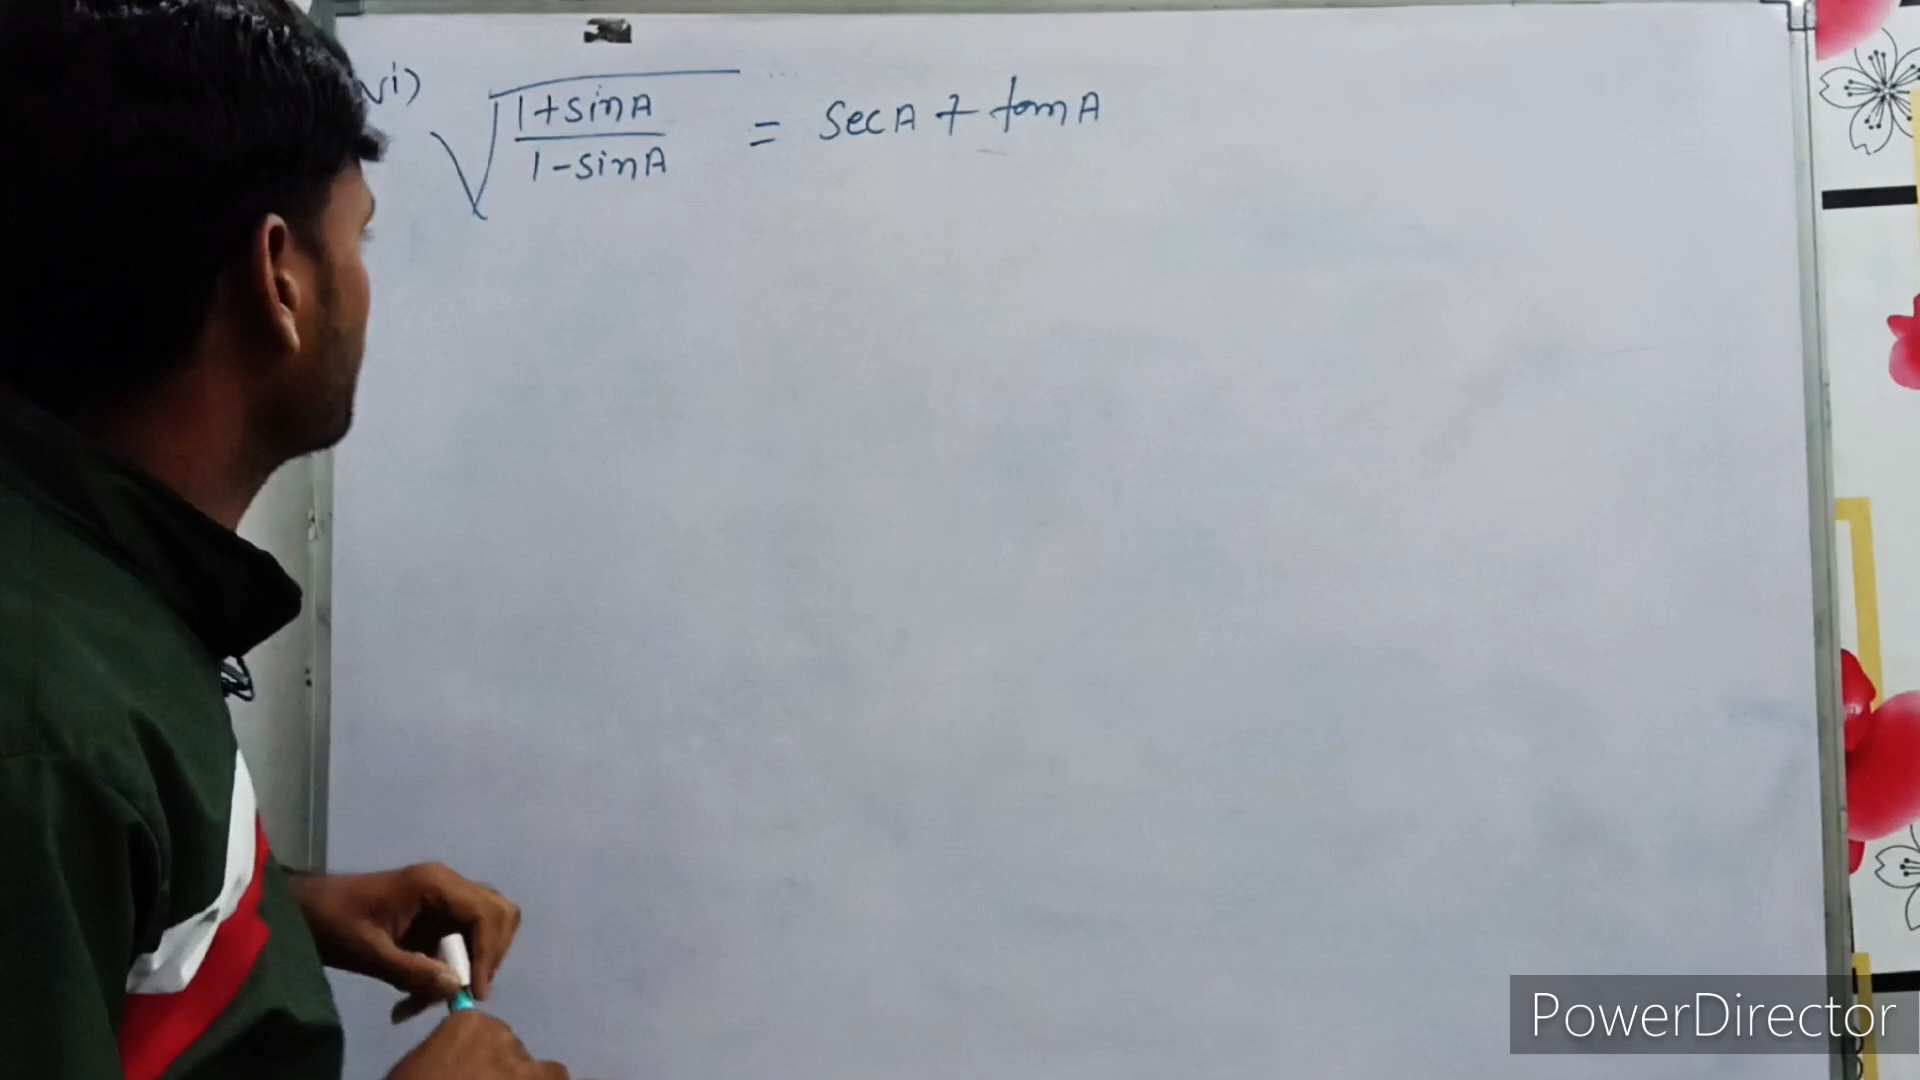 vi) √(1+sinA / 1-sinA) = secA + tanA
PowerDirector